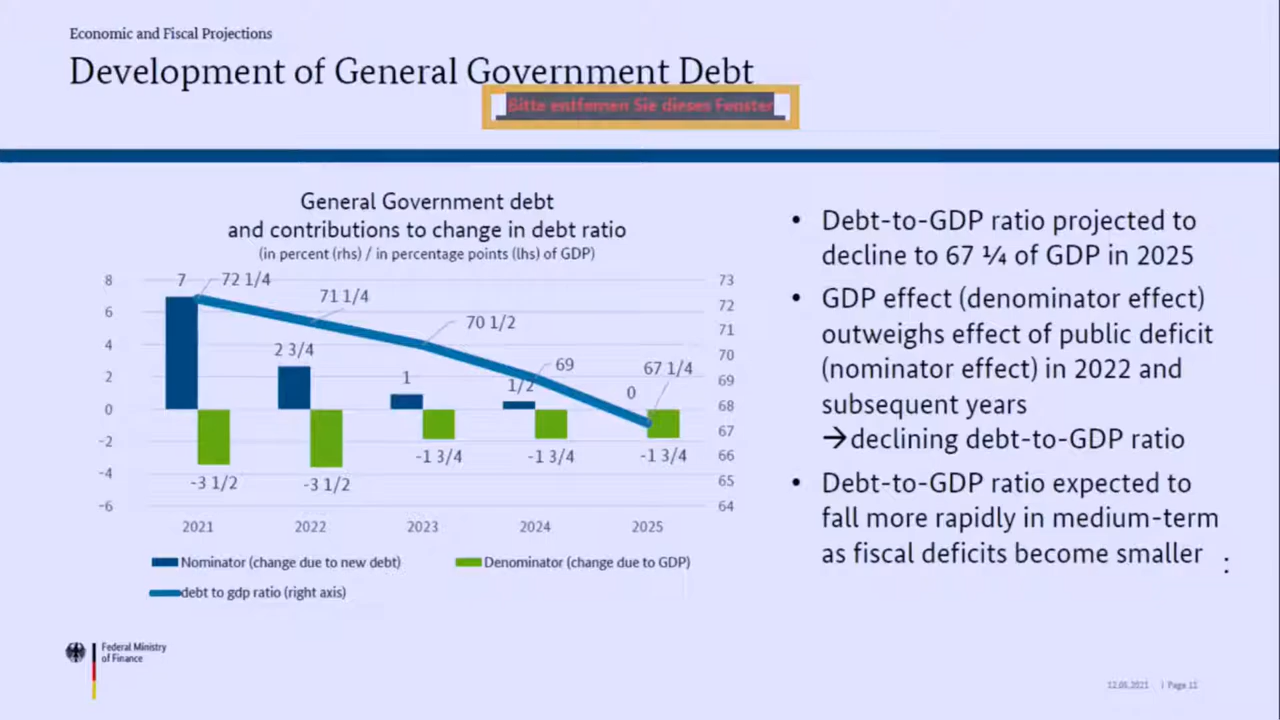 Economic and Fiscal Projections
Development of General Government Debt
Bitte entfernen Sie dieses Fenster
General Government debt
and contributions to change in debt ratio
(in percent (rhs) / in percentage points (lhs) of GDP)
8
6
4
2
0
-2
-4
-6
7
72 1/4
71 1/4
70 1/2
69
67 1/4
2 3/4
1
1/2
0
-3 1/2
-3 1/2
-1 3/4
-1 3/4
-1 3/4
73
72
71
70
69
68
67
66
65
64
2021 2022 2023 2024 2025
Nominator (change due to new debt) Denominator (change due to GDP)
debt to gdp ratio (right axis)
• Debt-to-GDP ratio projected to
decline to 67 ¼ of GDP in 2025
• GDP effect (denominator effect)
outweighs effect of public deficit
(nominator effect) in 2022 and
subsequent years
→declining debt-to-GDP ratio
• Debt-to-GDP ratio expected to
fall more rapidly in medium-term
as fiscal deficits become smaller
:
Federal Ministry
of Finance
| Page 11